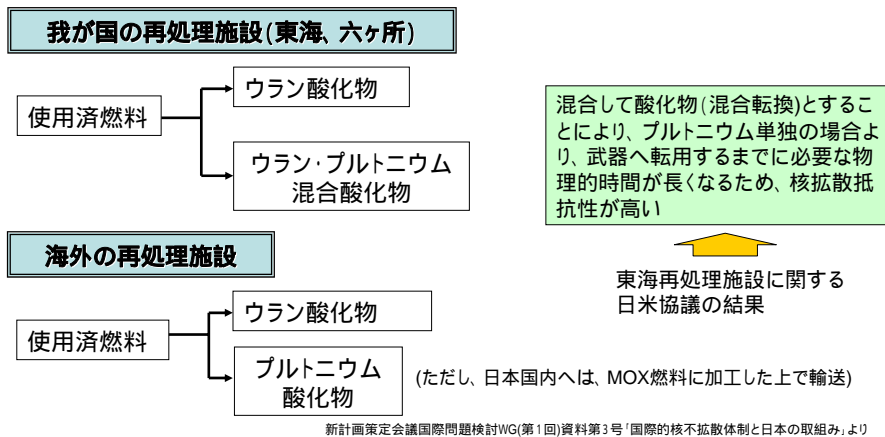 我が国の再処理施設(東海、六ヶ所)
使用済燃料
ウラン酸化物
ウラン・プルトニウム
混合酸化物
混合して酸化物(混合転換)とするこ
とにより、プルトニウム単独の場合よ
り、武器へ転用するまでに必要な物
理的時間が長くなるため、核拡散抵
抗性が高い
東海再処理施設に関する
日米協議の結果
海外の再処理施設
使用済燃料
ウラン酸化物
プルトニウム
酸化物
(ただし、日本国内へは、MOX燃料に加工した上で輸送)
新計画策定会議国際問題検討WG(第1回)資料第3号「国際的核不拡散体制と日本の取組み」より